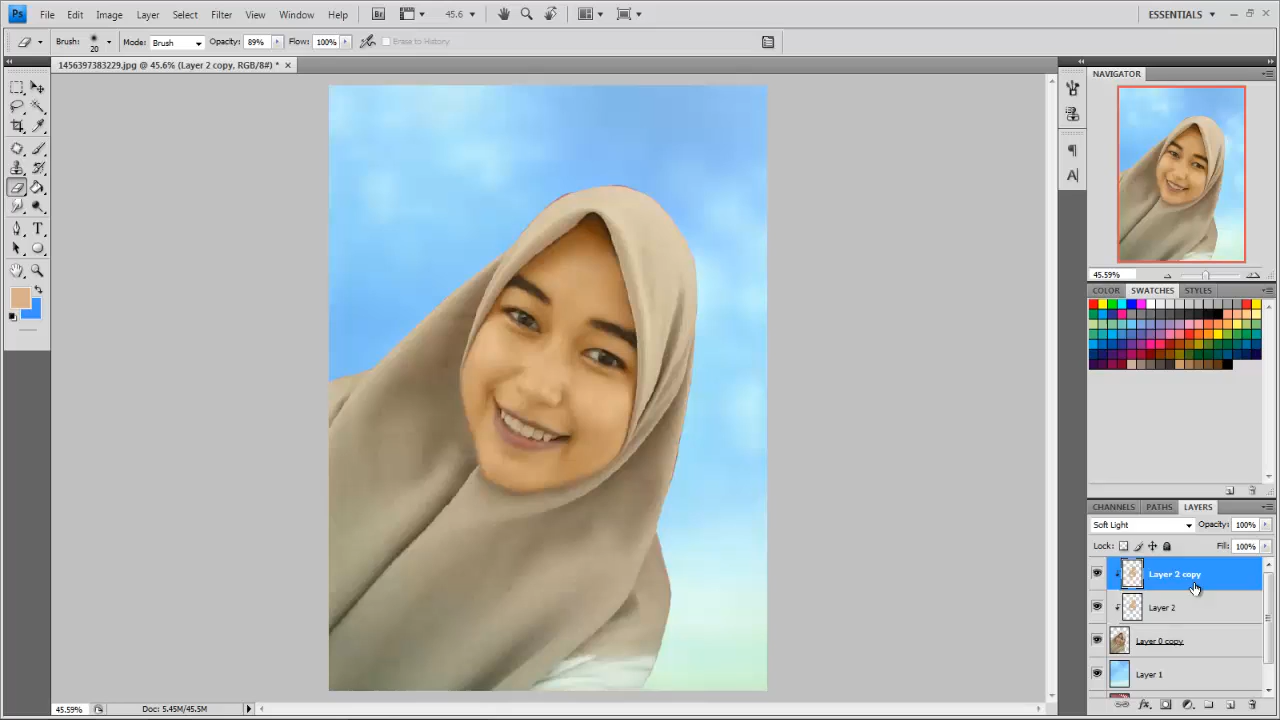 Ps File Edit Image Layer Select Filter Analysis View Window Help Br 45.6 ESSENTIALS
Brush: 20 Mode: Brush Opacity: 89% Flow: 100% Erase to History
1456397383229.jpg @ 45.6% (Layer 2 copy, RGB/8#) *
NAVIGATOR
45.59%
COLOR SWATCHES STYLES
CHANNELS PATHS LAYERS
Soft Light Opacity: 100%
Lock: Fill: 100%
Layer 2 copy
Layer 2
Layer 0 copy
Layer 1
45.59% Doc: 5.45M/45.5M